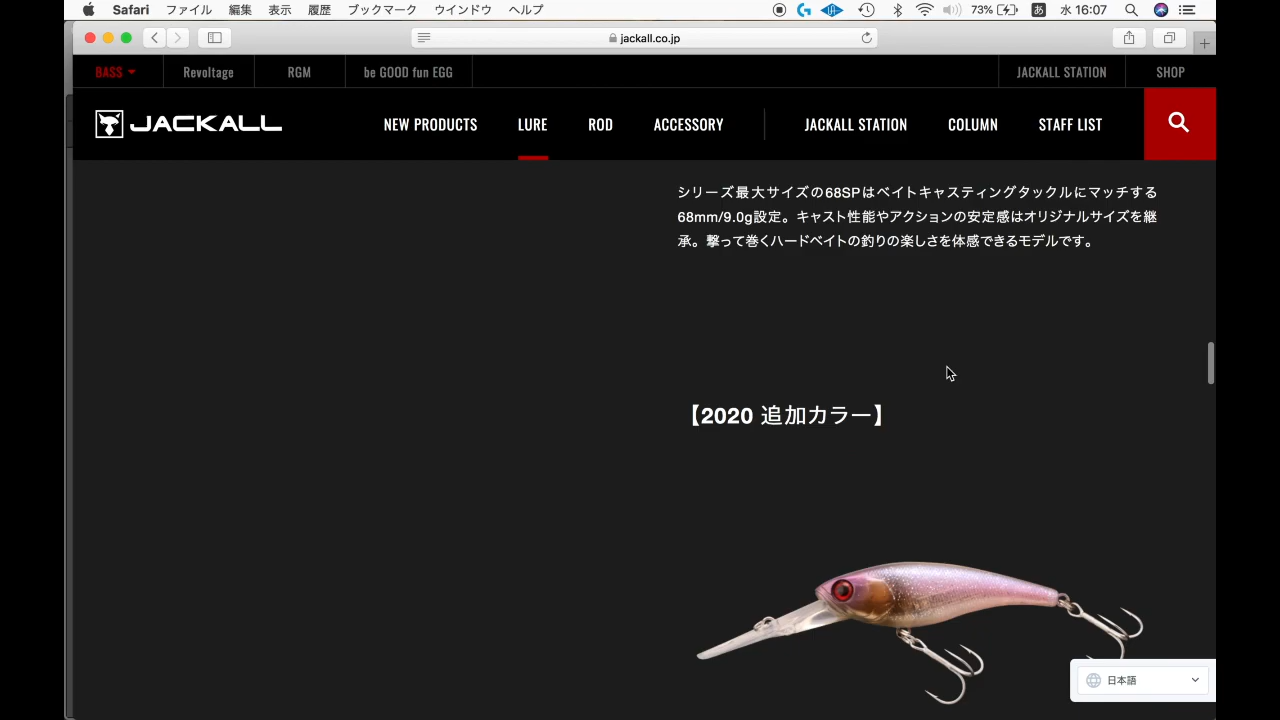 Safari ファイル 編集 表示 履歴 ブックマーク ウインドウ ヘルプ 73% あ 水 16:07
jackall.co.jp
BASS Revoltage RGM be GOOD fun EGG JACKALL STATION SHOP
JACKALL NEW PRODUCTS LURE ROD ACCESSORY JACKALL STATION COLUMN STAFF LIST
シリーズ最大サイズの68SPはベイトキャスティングタックルにマッチする
68mm/9.0g設定。キャスト性能やアクションの安定感はオリジナルサイズを継
承。撃って巻くハードベイトの釣りの楽しさを体感できるモデルです。
【2020 追加カラー】
日本語